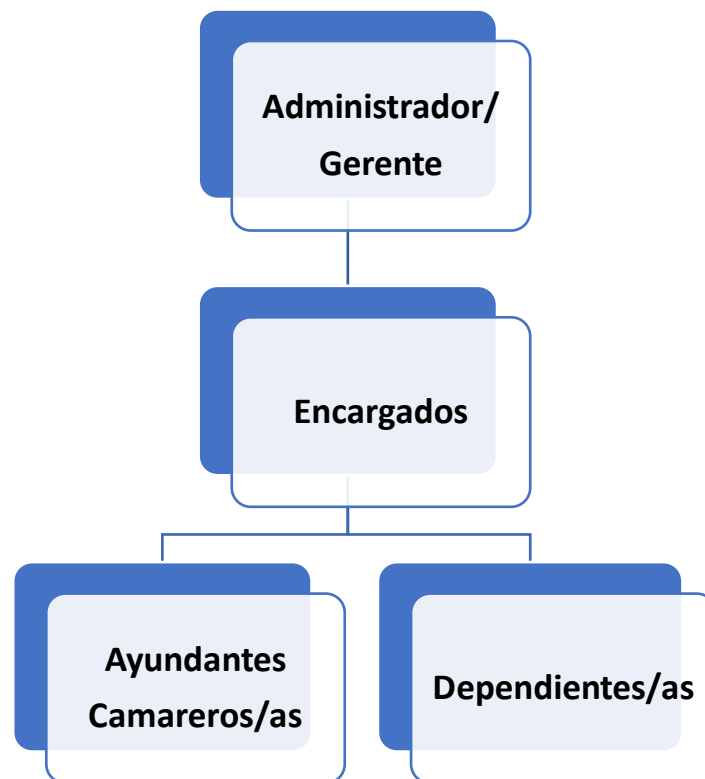 Administrador/
Gerente
Encargados
Ayundantes
Camareros/as
Dependientes/as